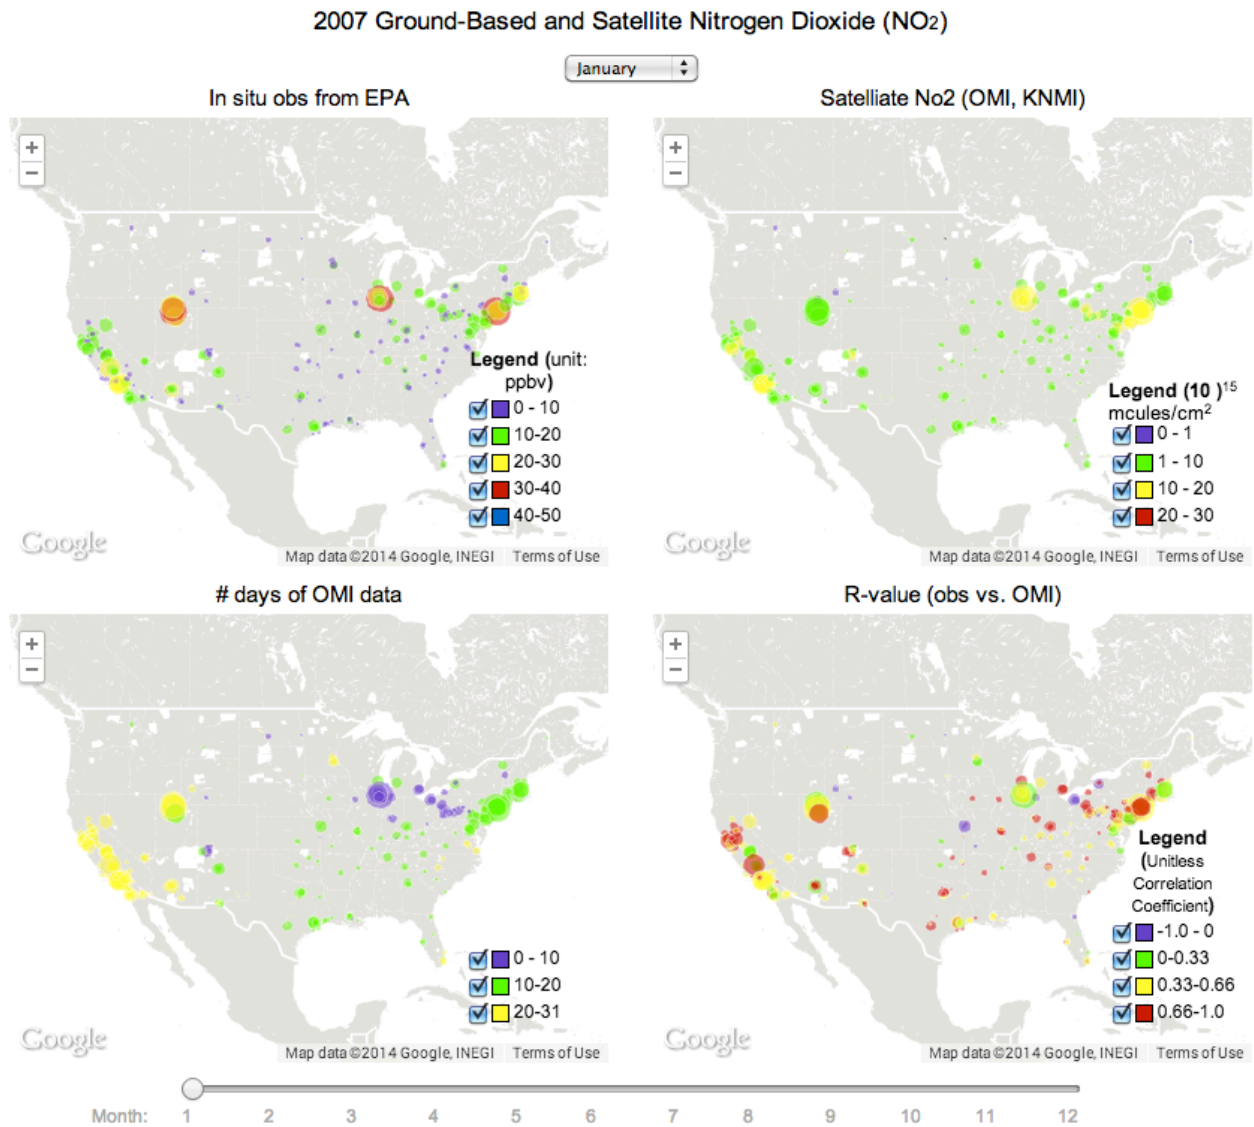 2007 Ground-Based and Satellite Nitrogen Dioxide (NO2)
January
In situ obs from EPA
+
−
Legend (unit:
ppbv)
0 - 10
10-20
20-30
30-40
40-50
Google
Map data ©2014 Google, INEGI
Terms of Use
Satelliate No2 (OMI, KNMI)
+
−
Legend (10 )15
mcules/cm2
0 - 1
1 - 10
10 - 20
20 - 30
Google
Map data ©2014 Google, INEGI
Terms of Use
# days of OMI data
+
−
0 - 10
10-20
20-31
Google
Map data ©2014 Google, INEGI
Terms of Use
R-value (obs vs. OMI)
+
−
Legend
(Unitless
Correlation
Coefficient)
-1.0 - 0
0-0.33
0.33-0.66
0.66-1.0
Google
Map data ©2014 Google, INEGI
Terms of Use
Month: 1 2 3 4 5 6 7 8 9 10 11 12